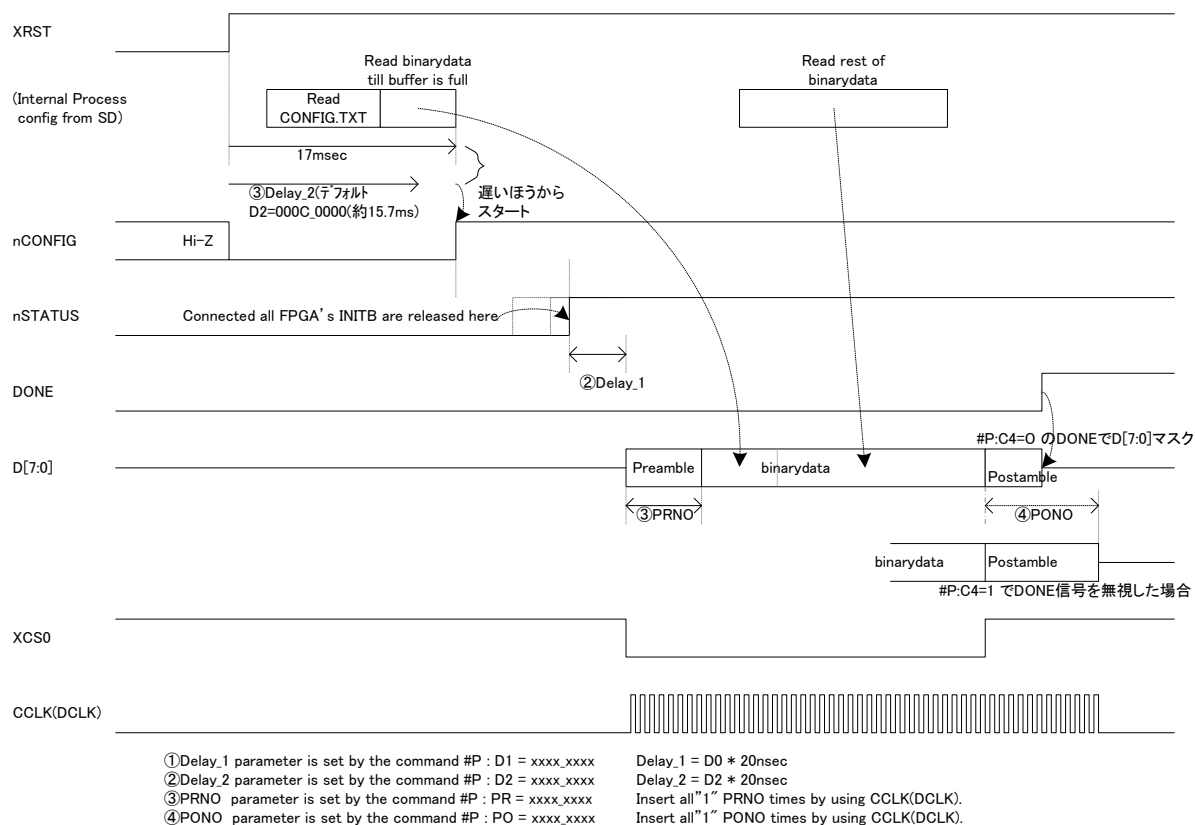 XRST
Read binarydata
till buffer is full
Read rest of
binarydata
(Internal Process
config from SD)
Read
CONFIG.TXT
17msec
③Delay_2(デフォルト
D2=000C_0000(約15.7ms)
遅いほうから
スタート
nCONFIG
Hi-Z
nSTATUS
Connected all FPGA's INITB are released here
②Delay_1
DONE
#P:C4=0 のDONEでD[7:0]マスク
D[7:0]
Preamble
binarydata
Postamble
③PRNO
④PONO
binarydata
Postamble
#P:C4=1 でDONE信号を無視した場合
XCS0
CCLK(DCLK)
①Delay_1 parameter is set by the command #P : D1 = xxxx_xxxx Delay_1 = D0 * 20nsec
②Delay_2 parameter is set by the command #P : D2 = xxxx_xxxx Delay_2 = D2 * 20nsec
③PRNO parameter is set by the command #P : PR = xxxx_xxxx Insert all"1" PRNO times by using CCLK(DCLK).
④PONO parameter is set by the command #P : PO = xxxx_xxxx Insert all"1" PONO times by using CCLK(DCLK).